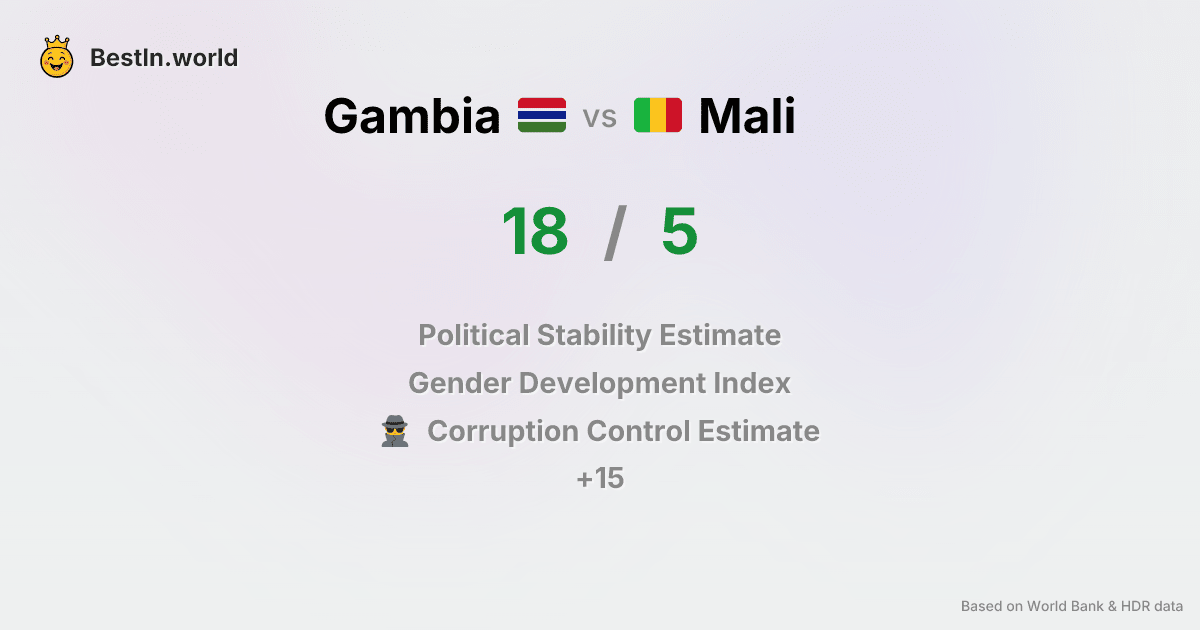 BestIn.world
Gambia vs Mali
18 / 5
Political Stability Estimate
Gender Development Index
Corruption Control Estimate
+15
Based on World Bank & HDR data